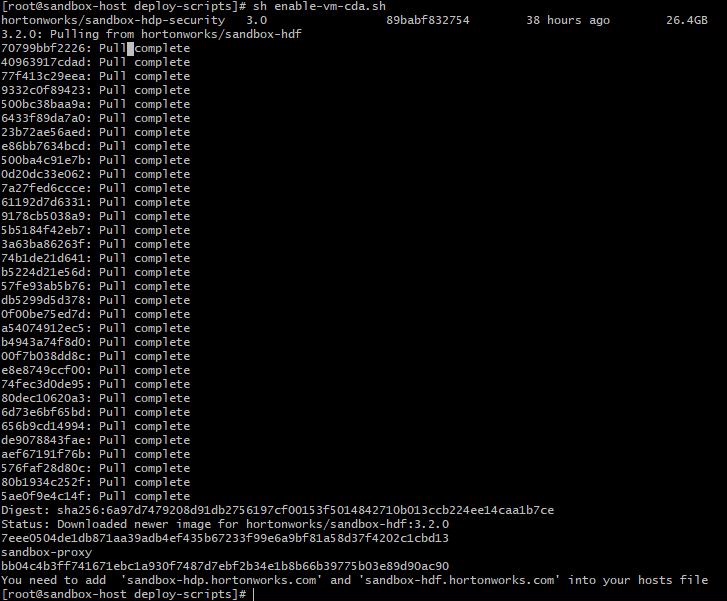 [root@sandbox-host deploy-scripts]# sh enable-vm-cda.sh
hortonworks/sandbox-hdp-security   3.0                 89babf832754        38 hours ago        26.4GB
3.2.0: Pulling from hortonworks/sandbox-hdf
70799bbf2226: Pull complete
40963917cdad: Pull complete
77f413c29eea: Pull complete
9332c0f89423: Pull complete
500bc38baa9a: Pull complete
6433f89da7a0: Pull complete
23b72ae56aed: Pull complete
e86bb7634bcd: Pull complete
500ba4c91e7b: Pull complete
0d20dc33e062: Pull complete
7a27fed6ccce: Pull complete
61192d7d6331: Pull complete
9178cb5038a9: Pull complete
5b5184f42eb7: Pull complete
3a63ba86263f: Pull complete
74b1de21d641: Pull complete
b5224d21e56d: Pull complete
57fe93ab5b76: Pull complete
db5299d5d378: Pull complete
0f00be75ed7d: Pull complete
a54074912ec5: Pull complete
b4943a74f8d0: Pull complete
00f7b038dd8c: Pull complete
e8e8749ccf00: Pull complete
74fec3d0de95: Pull complete
80dec10620a3: Pull complete
6d73e6bf65bd: Pull complete
656b9cd14994: Pull complete
de9078843fae: Pull complete
aef67191f76b: Pull complete
576faf28d80c: Pull complete
80b1934c252f: Pull complete
5ae0f9e4c14f: Pull complete
Digest: sha256:6a97d7479208d91db2756197cf00153f5014842710b013ccb224ee14caa1b7ce
Status: Downloaded newer image for hortonworks/sandbox-hdf:3.2.0
7eee0504de1db871aa39adb4ef435b67233f99e6a9bf81a58d37f4202c1cbd13
sandbox-proxy
bb04c4b3ff741671ebc1a930f7487d7ebf2b34e1b8b66b39775b03e89d90ac90
You need to add  'sandbox-hdp.hortonworks.com' and 'sandbox-hdf.hortonworks.com' into your hosts file
[root@sandbox-host deploy-scripts]#